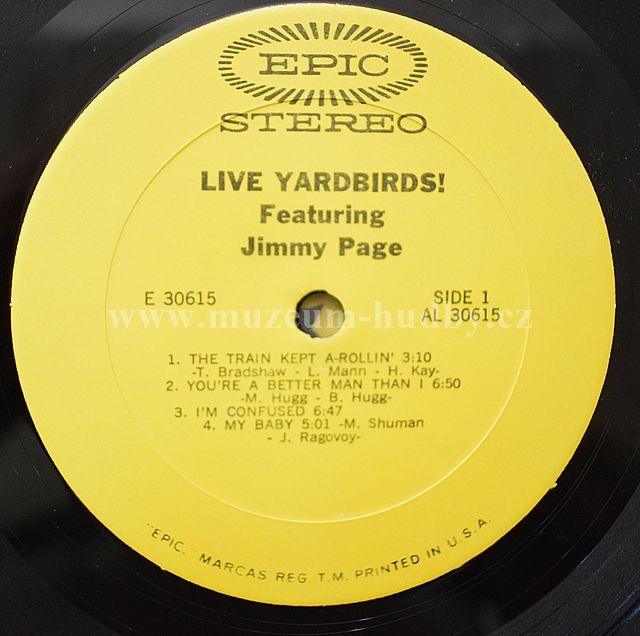 EPIC
STEREO
LIVE YARDBIRDS!
Featuring
Jimmy Page
E 30615
SIDE 1
AL 30615
www.muzeum-hudby.cz
1. THE TRAIN KEPT A-ROLLIN' 3:10
-T. Bradshaw - L. Mann - H. Kay-
2. YOU'RE A BETTER MAN THAN I 6:50
-M. Hugg - B. Hugg-
3. I'M CONFUSED 6:47
4. MY BABY 5:01 -M. Shuman
- J. Ragovoy-
"EPIC," MARCAS REG. T.M. PRINTED IN U.S.A.